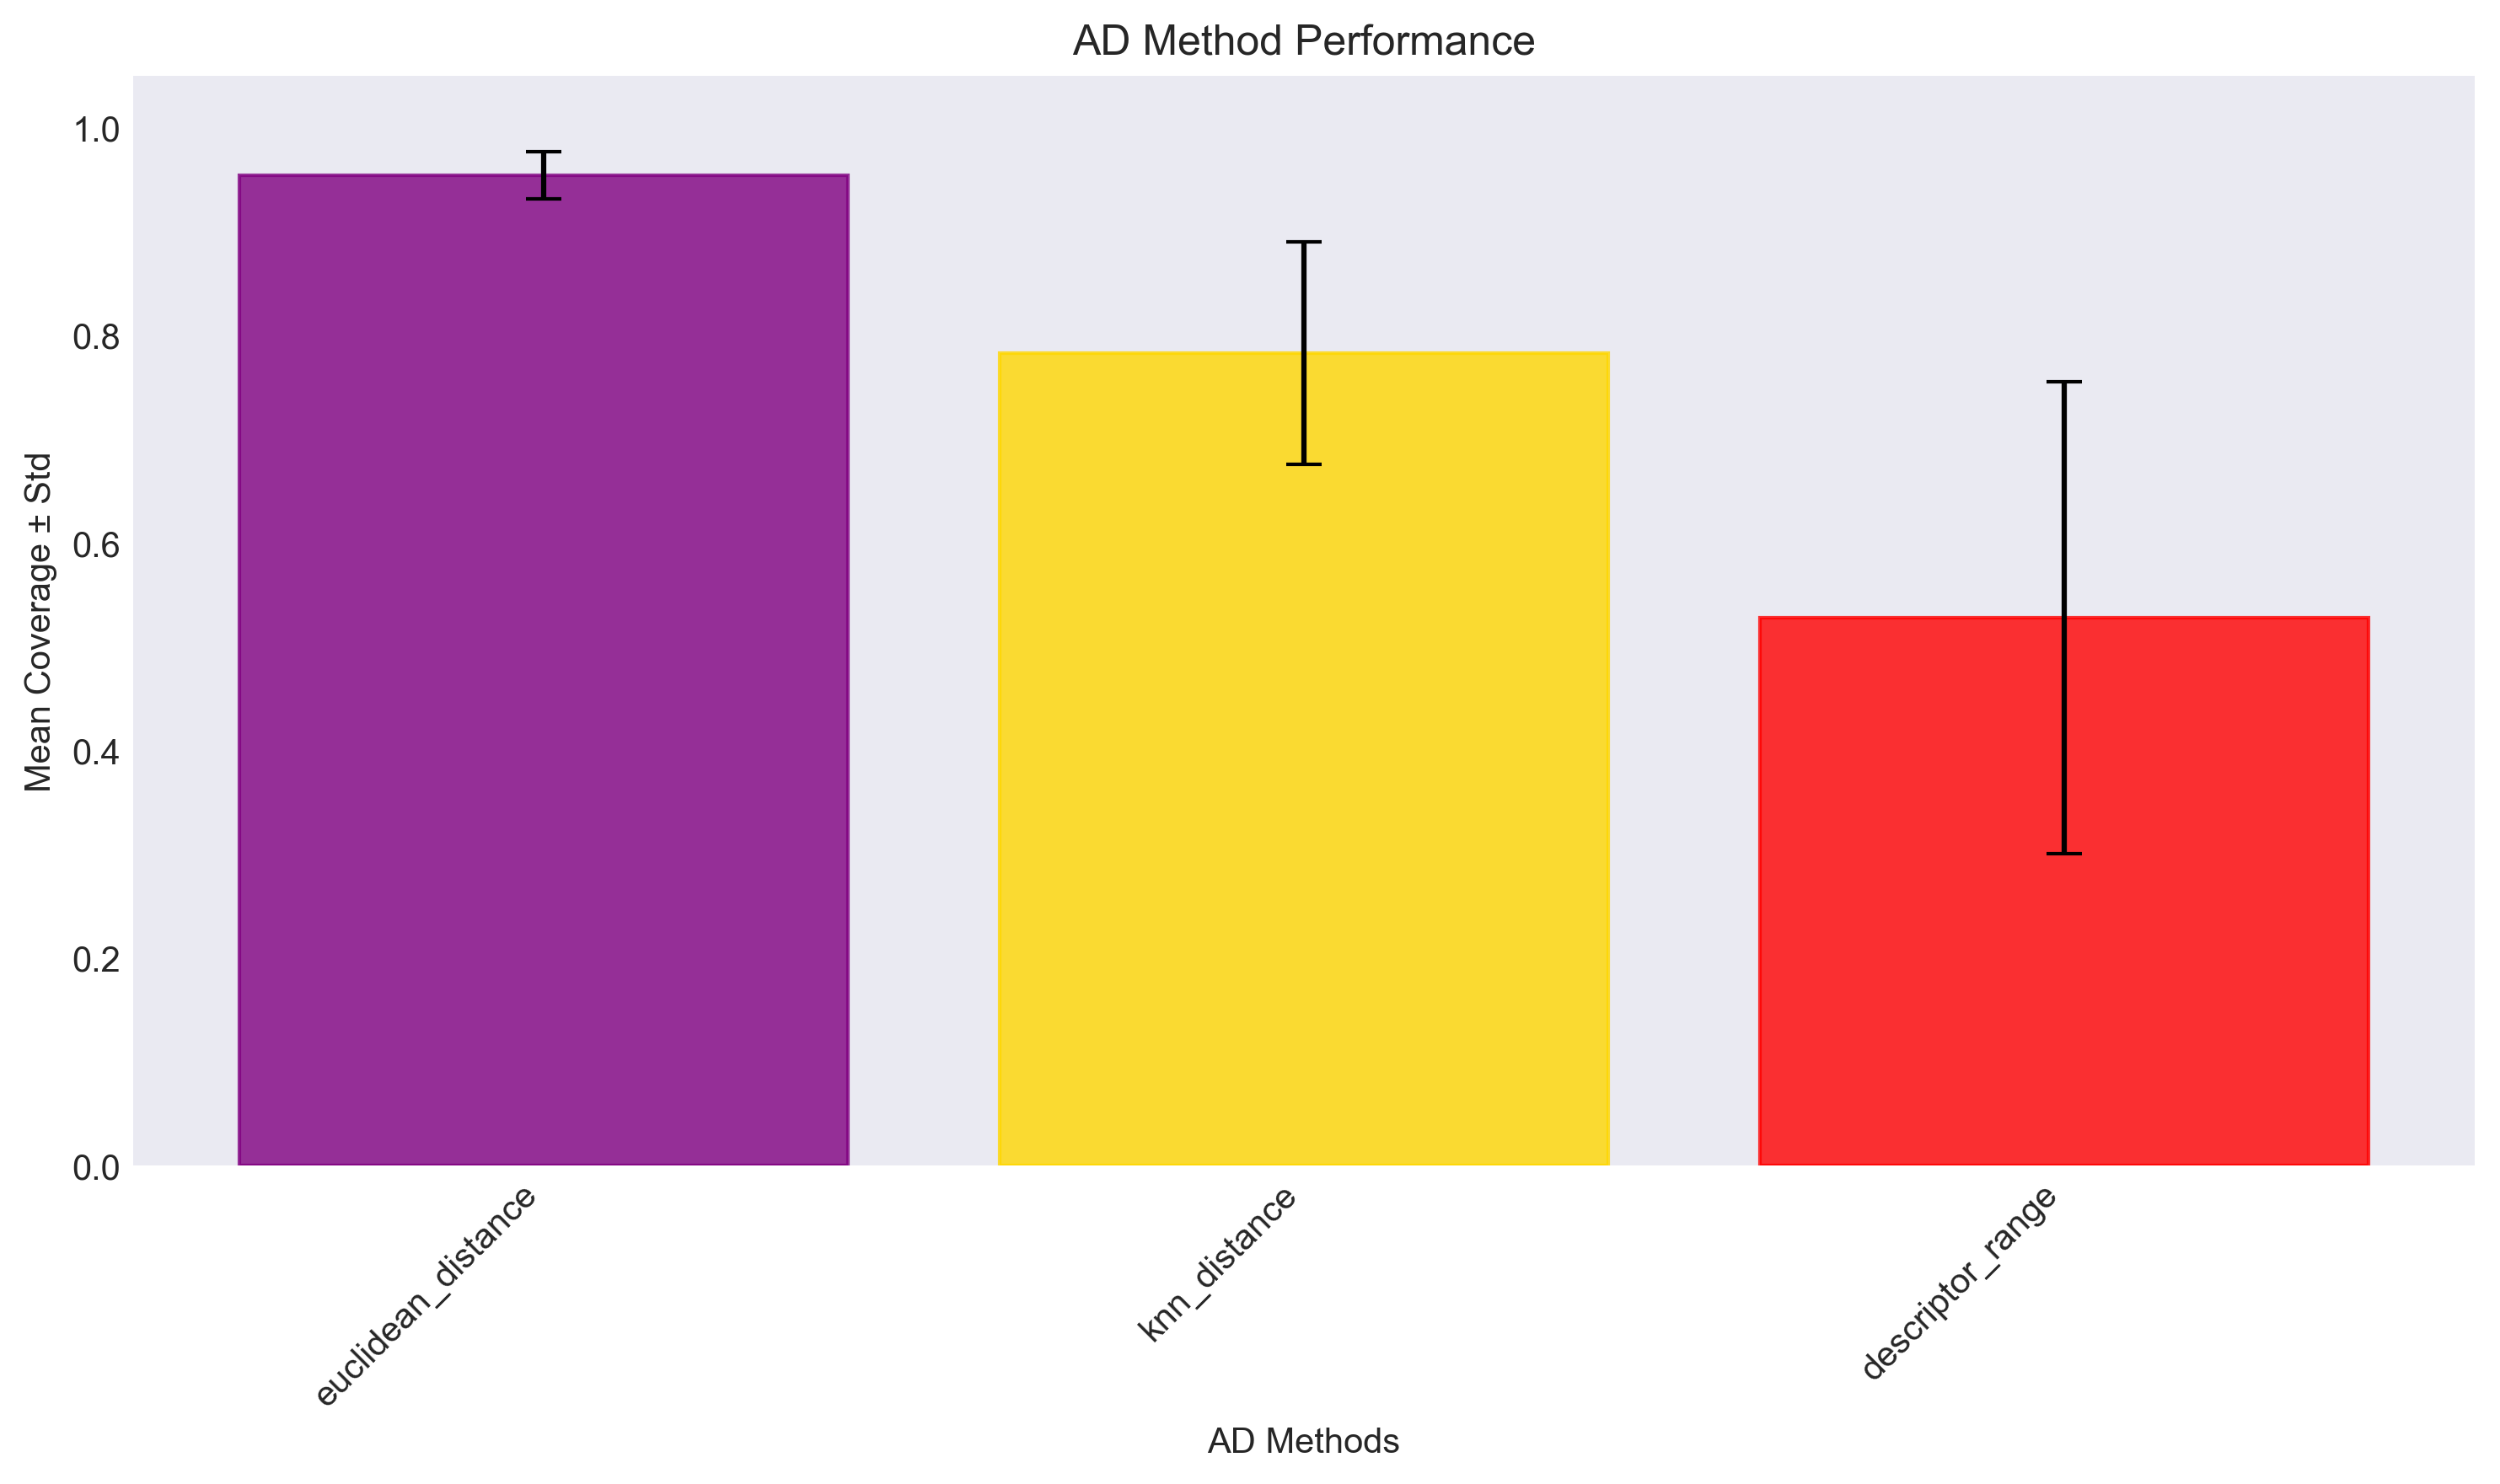 AD Method Performance
Mean Coverage ± Std
1.0
0.8
0.6
0.4
0.2
0.0
euclidean_distance
knn_distance
descriptor_range
AD Methods